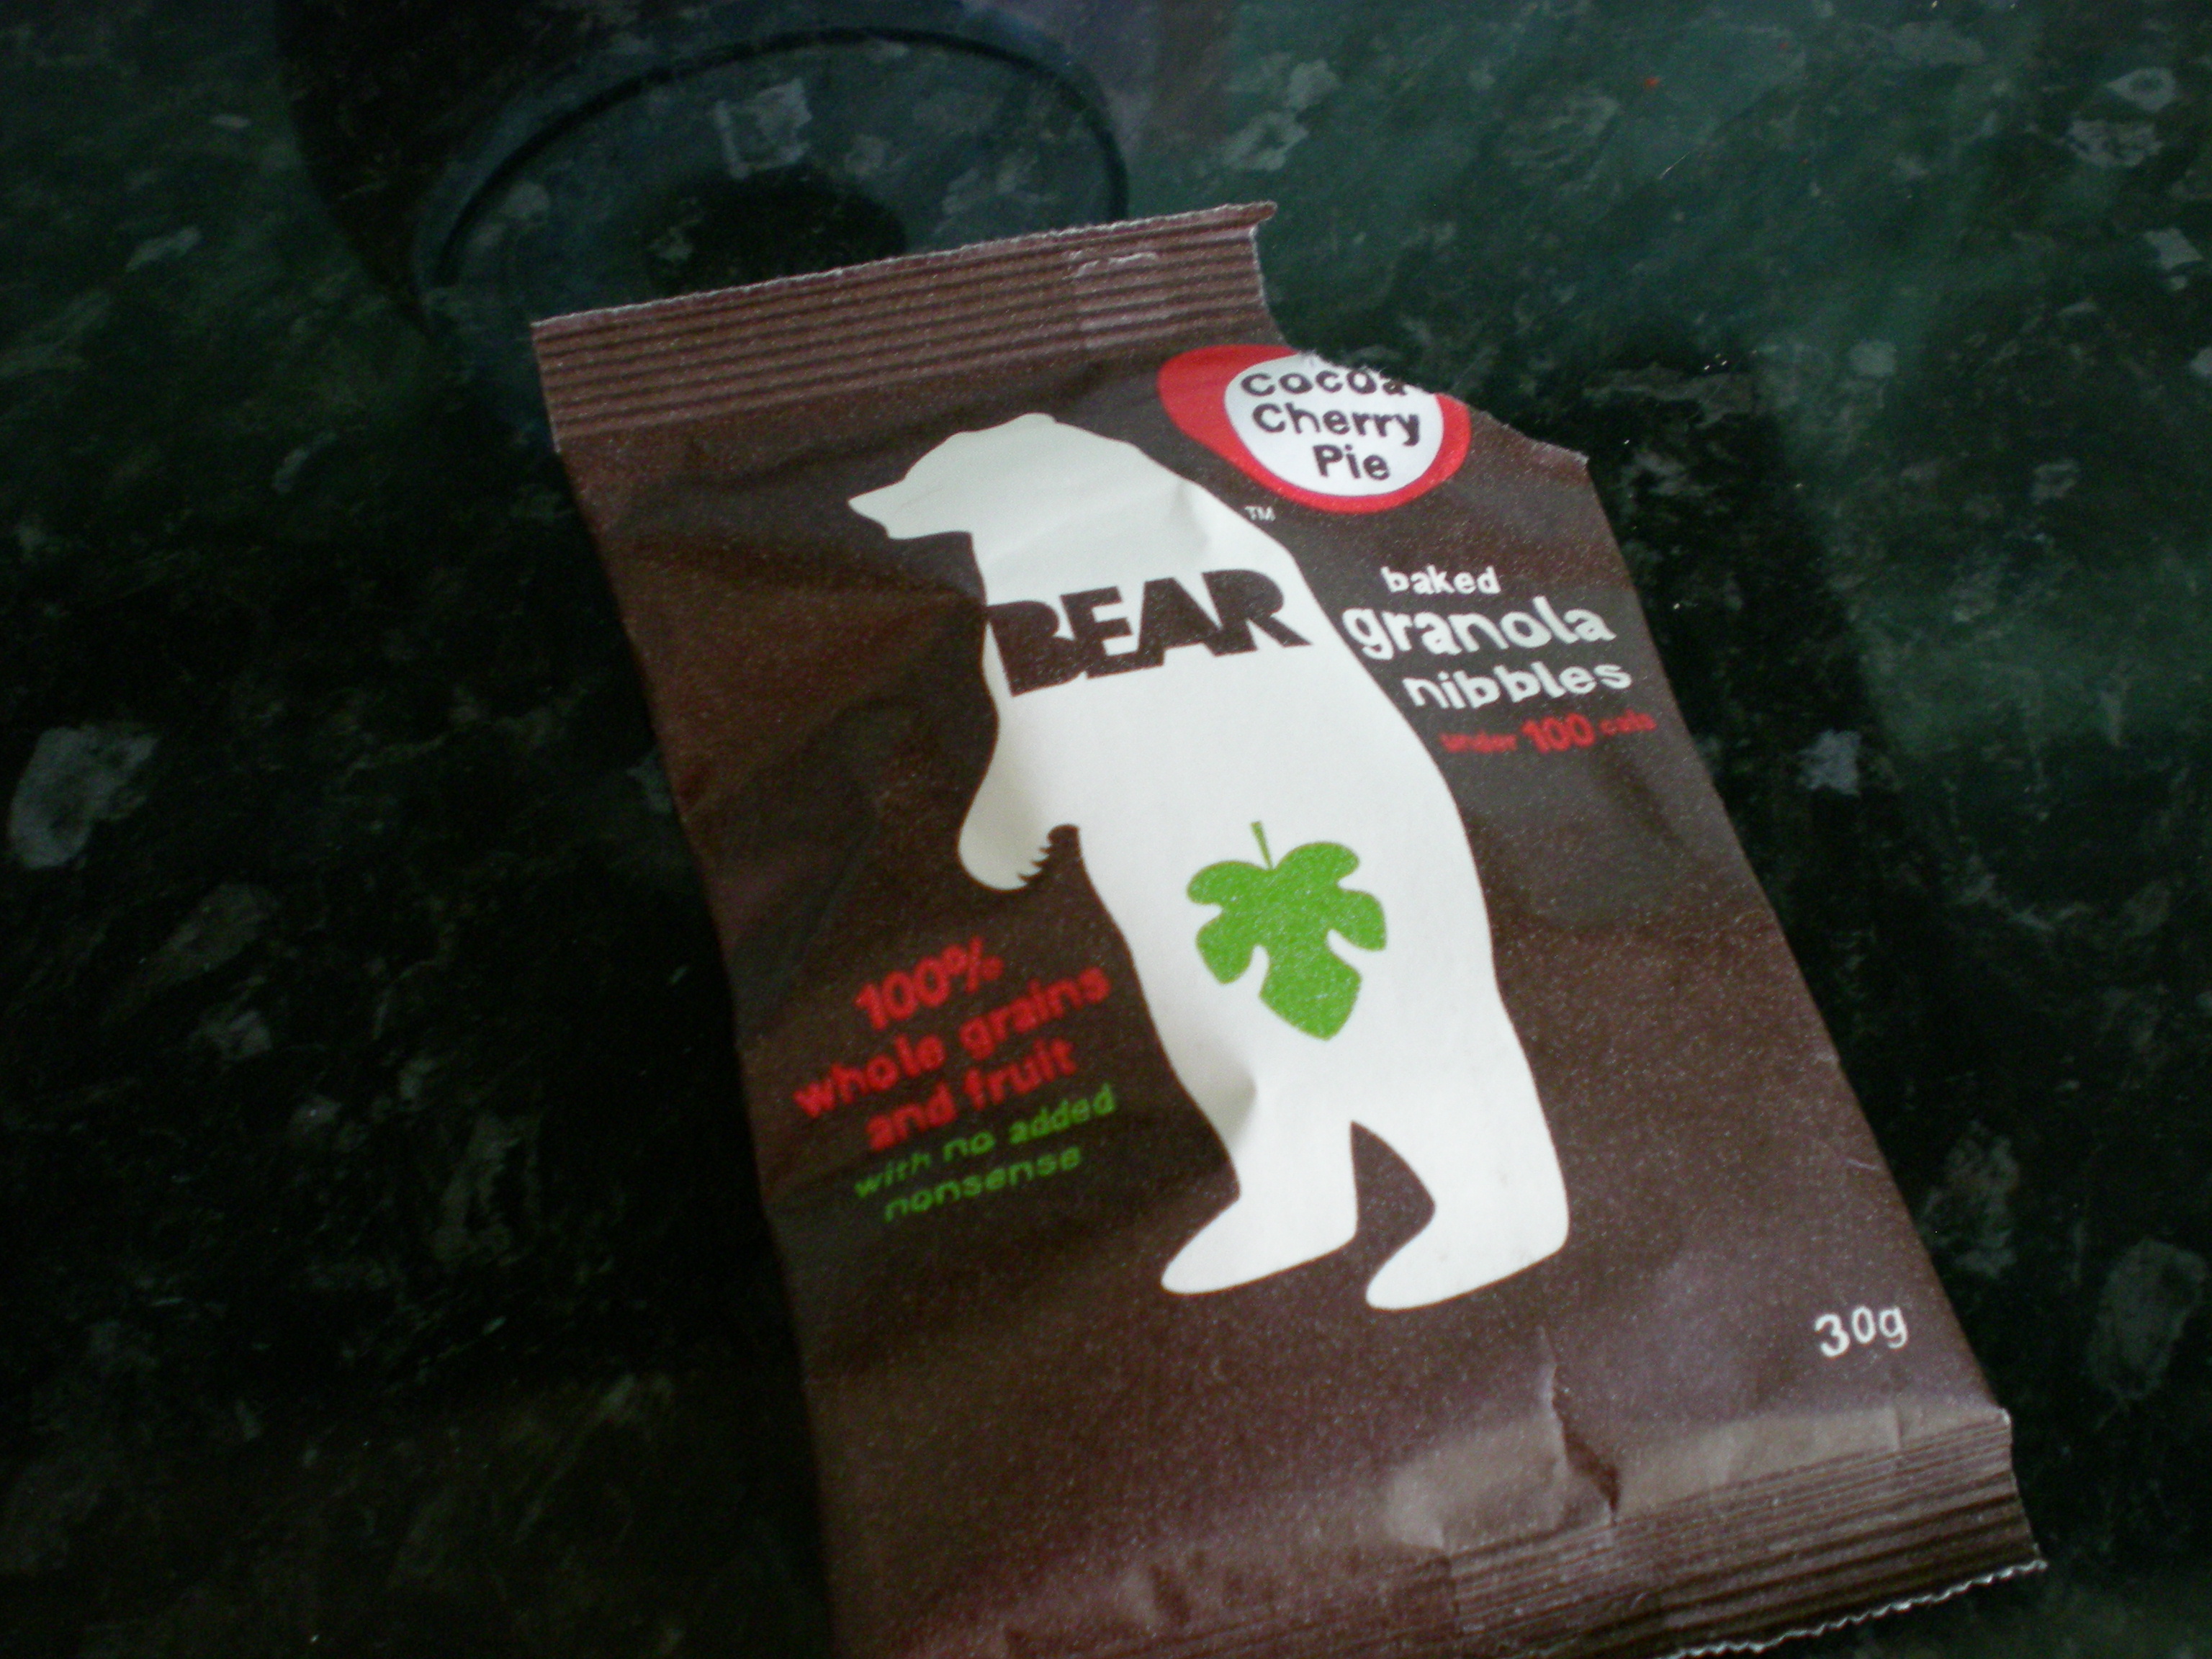 cocoa
Cherry
Pie
TM
BEAR
baked
granola
nibbles
under 100 cals
100%
whole grains
and fruit
with no added
nonsense
30g